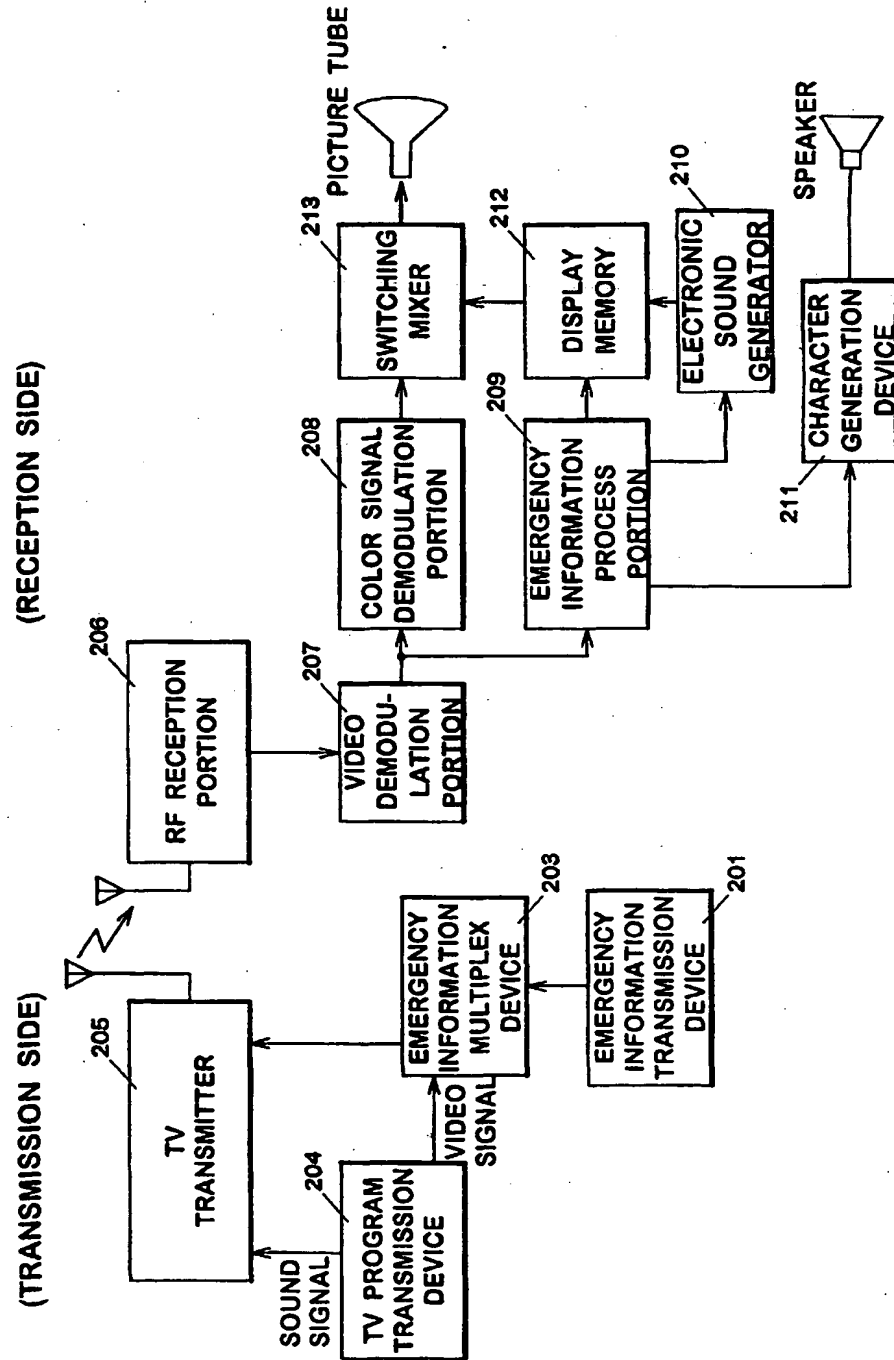 (TRANSMISSION SIDE)
(RECEPTION SIDE)
205
TV
TRANSMITTER
SOUND
SIGNAL
204
TV PROGRAM
TRANSMISSION
DEVICE
VIDEO
SIGNAL
203
EMERGENCY
INFORMATION
MULTIPLEX
DEVICE
201
EMERGENCY
INFORMATION
TRANSMISSION
DEVICE
206
RF RECEPTION
PORTION
207
VIDEO
DEMODU-
LATION
PORTION
208
COLOR SIGNAL
DEMODULATION
PORTION
213
SWITCHING
MIXER
PICTURE TUBE
209
EMERGENCY
INFORMATION
PROCESS
PORTION
212
DISPLAY
MEMORY
210
ELECTRONIC
SOUND
GENERATOR
211
CHARACTER
GENERATION
DEVICE
SPEAKER